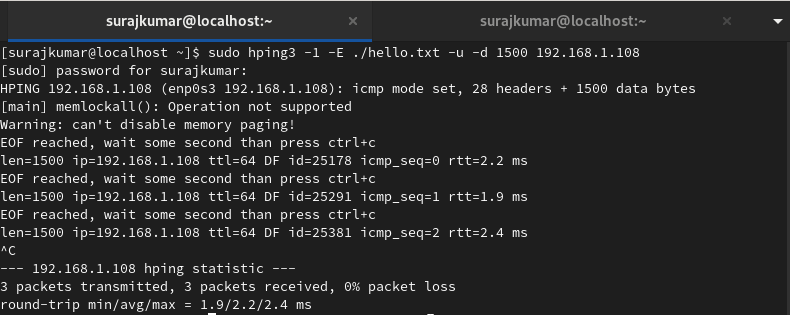 surajkumar@localhost:~ × surajkumar@localhost:~ ×
[surajkumar@localhost ~]$ sudo hping3 -1 -E ./hello.txt -u -d 1500 192.168.1.108
[sudo] password for surajkumar:
HPING 192.168.1.108 (enp0s3 192.168.1.108): icmp mode set, 28 headers + 1500 data bytes
[main] memlockall(): Operation not supported
Warning: can't disable memory paging!
EOF reached, wait some second than press ctrl+c
len=1500 ip=192.168.1.108 ttl=64 DF id=25178 icmp_seq=0 rtt=2.2 ms
EOF reached, wait some second than press ctrl+c
len=1500 ip=192.168.1.108 ttl=64 DF id=25291 icmp_seq=1 rtt=1.9 ms
EOF reached, wait some second than press ctrl+c
len=1500 ip=192.168.1.108 ttl=64 DF id=25381 icmp_seq=2 rtt=2.4 ms
^C
--- 192.168.1.108 hping statistic ---
3 packets transmitted, 3 packets received, 0% packet loss
round-trip min/avg/max = 1.9/2.2/2.4 ms